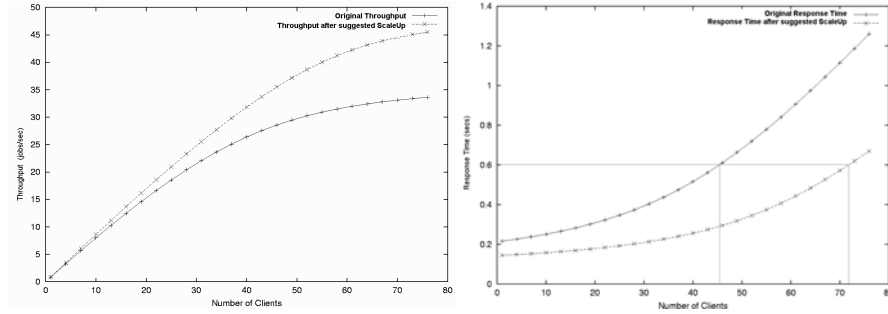 Original Throughput
Throughput after suggested ScaleUp
50
45
40
35
30
25
20
15
10
5
0
Throughput (jobs/sec)
0 10 20 30 40 50 60 70 80
Number of Clients
Original Response Time
Response Time after suggested ScaleUp
1.4
1.2
1
0.8
0.6
0.4
0.2
0
Response Time (secs)
0 10 20 30 40 50 60 70 80
Number of Clients